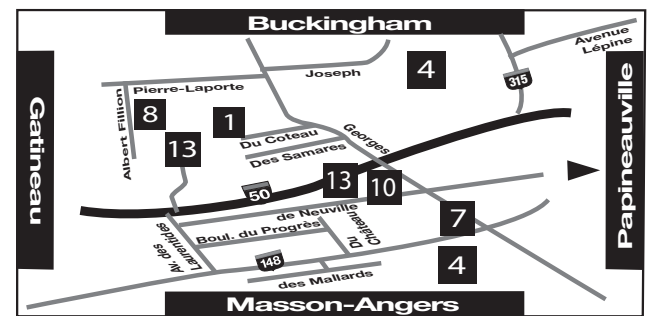 Buckingham
Avenue
Lépine
Joseph
4
315
Pierre-Laporte
Gatineau
Albert Fillion
8
1
Papineauville
13
Du Coteau
Georges
Des Samares
50
13
10
de Neuville
Av. des
Laurentides
Boul. du Progrès
Du
Chateau
7
148
4
des Mallards
Masson-Angers